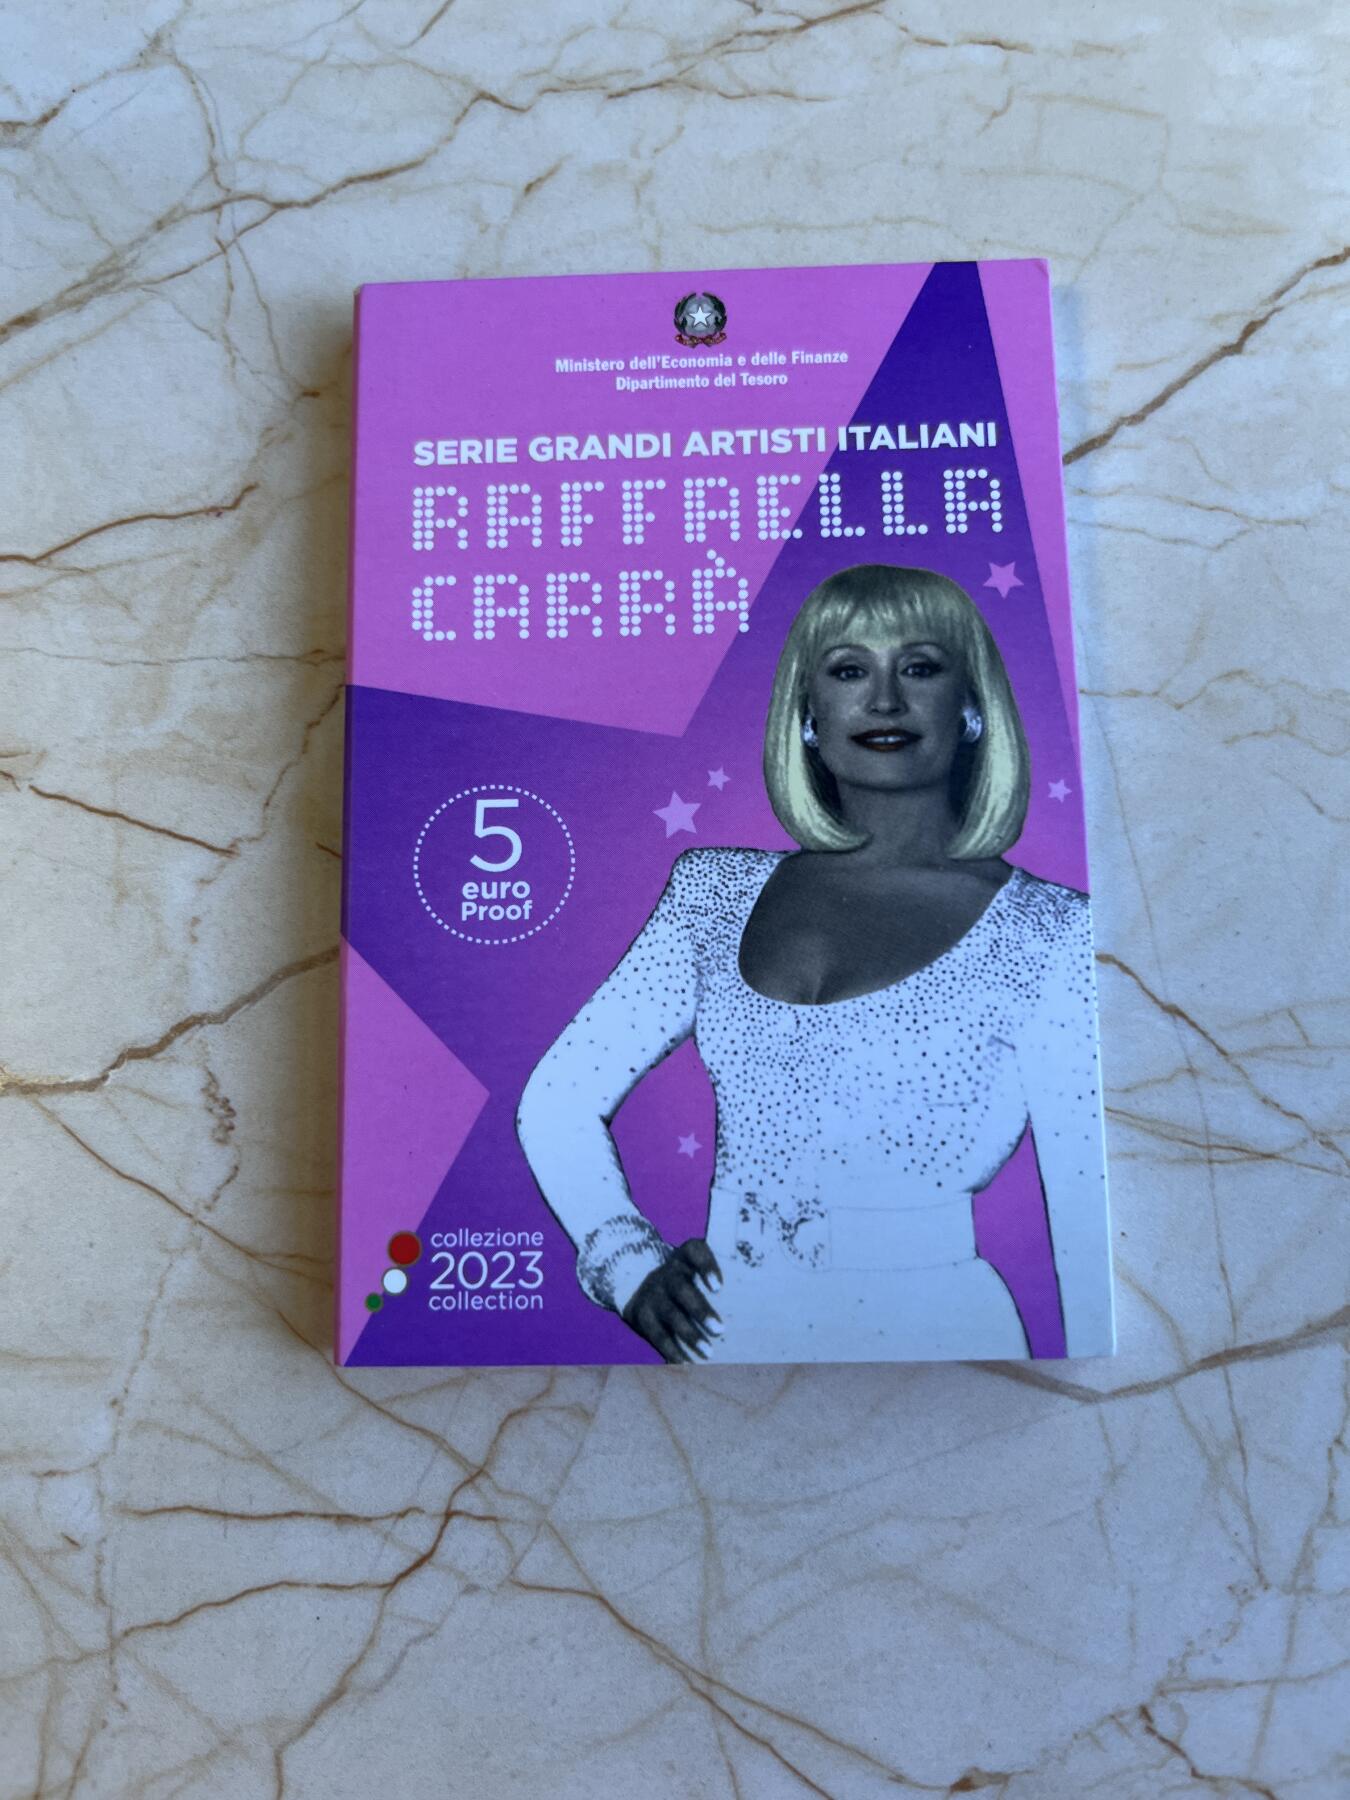 Ministero dell'Economia e delle Finanze
Dipartimento del Tesoro
SERIE GRANDI ARTISTI ITALIANI
RAFFAELLA
CARRÀ
5
euro
Proof
collezione
2023
collection